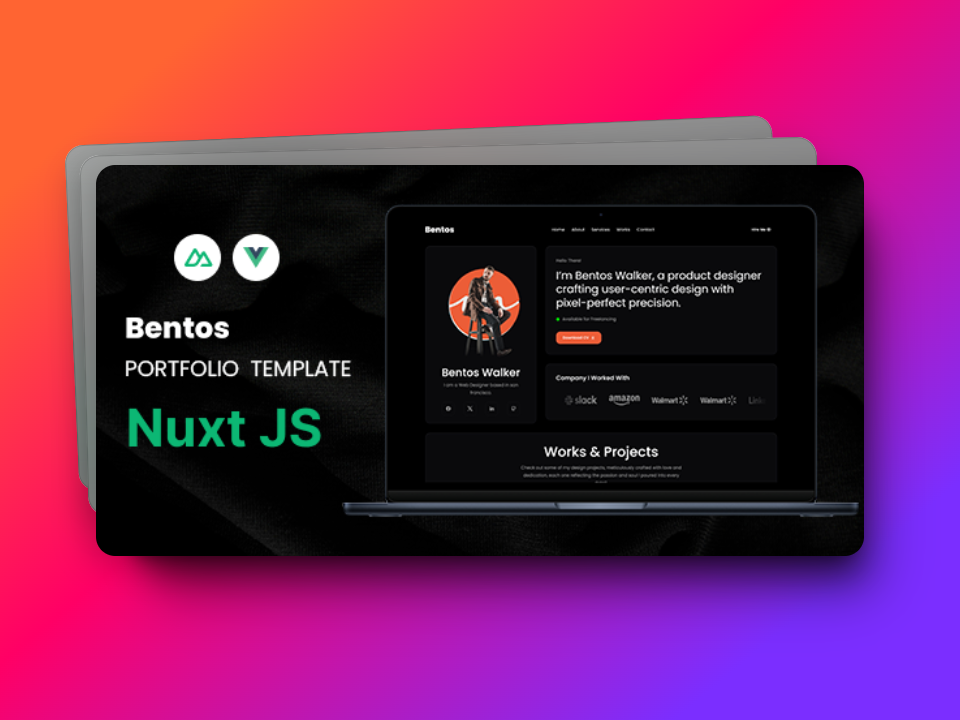 Bentos
PORTFOLIO TEMPLATE
Nuxt JS
Bentos
Home About Services Works Contact
Hire Me
Bentos Walker
I am a Web Designer based in san
francisco.
Hello There!
I'm Bentos Walker, a product designer
crafting user-centric design with
pixel-perfect precision.
Available for Freelancing
Download CV
Company I Worked With
slack amazon Walmart Walmart Link
Works & Projects
Check out some of my design projects, meticulously crafted with love and
dedication, each one reflecting the passion and soul I poured into every